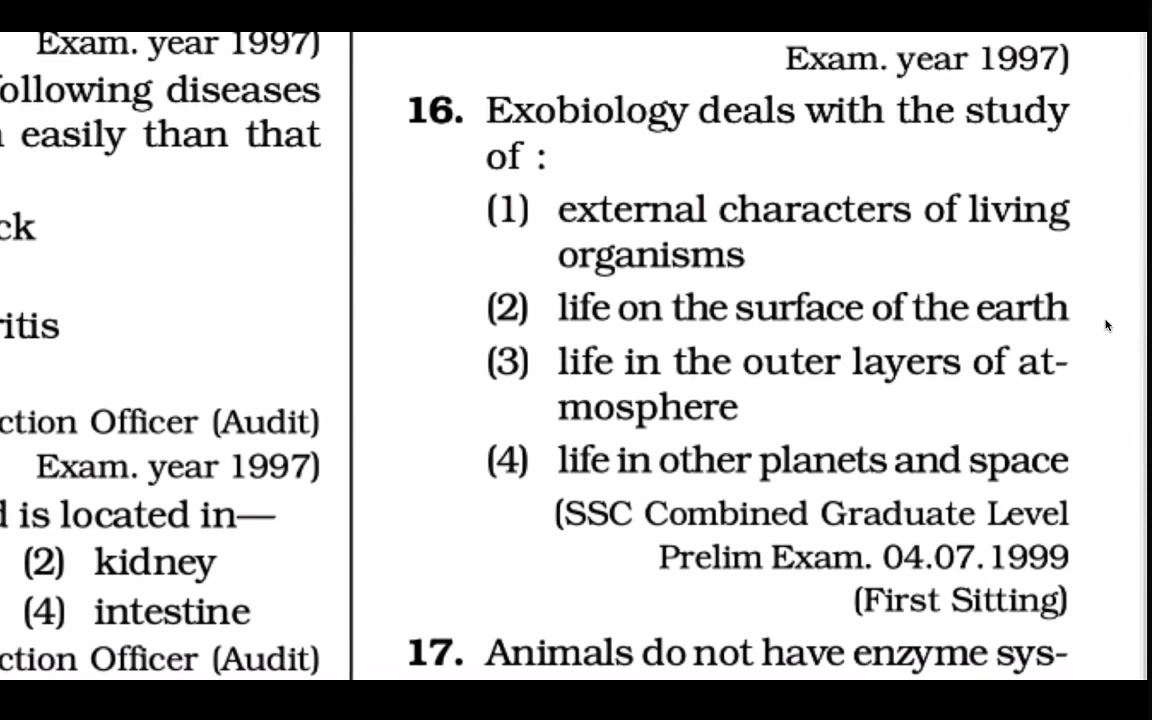 Exam. year 1997)
ollowing diseases
easily than that
ck
ritis
ction Officer (Audit)
Exam. year 1997)
d is located in—
(2) kidney
(4) intestine
ction Officer (Audit)
Exam. year 1997)
16. Exobiology deals with the study
of :
(1) external characters of living
organisms
(2) life on the surface of the earth
(3) life in the outer layers of at-
mosphere
(4) life in other planets and space
(SSC Combined Graduate Level
Prelim Exam. 04.07.1999
(First Sitting)
17. Animals do not have enzyme sys-